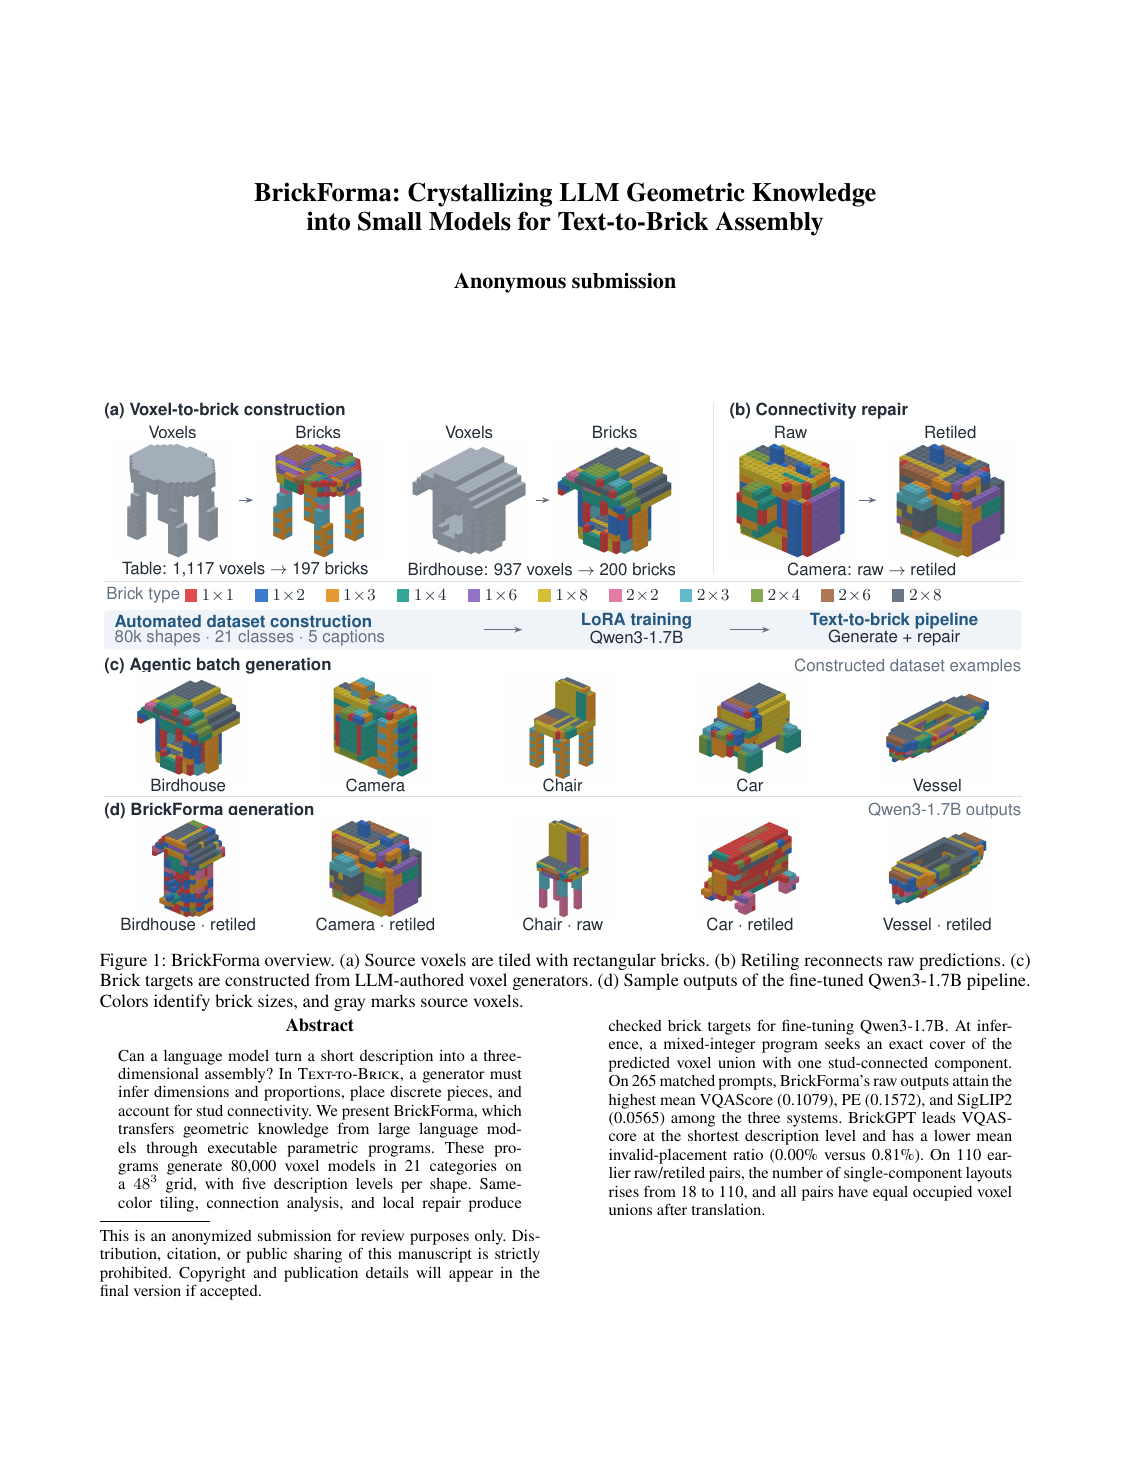 BrickForma: Crystallizing LLM Geometric Knowledge
into Small Models for Text-to-Brick Assembly
Anonymous submission
(a) Voxel-to-brick construction
(b) Connectivity repair
Voxels
Bricks
Voxels
Bricks
Raw
Retiled
Table: 1,117 voxels → 197 bricks
Birdhouse: 937 voxels → 200 bricks
Camera: raw → retiled
Brick type 1×1 1×2 1×3 1×4 1×6 1×8 2×2 2×3 2×4 2×6 2×8
Automated dataset construction
80k shapes · 21 classes · 5 captions
LoRA training
Qwen3-1.7B
Text-to-brick pipeline
Generate + repair
(c) Agentic batch generation
Constructed dataset examples
Birdhouse
Camera
Chair
Car
Vessel
(d) BrickForma generation
Qwen3-1.7B outputs
Birdhouse · retiled
Camera · retiled
Chair · raw
Car · retiled
Vessel · retiled
Figure 1: BrickForma overview. (a) Source voxels are tiled with rectangular bricks. (b) Retiling reconnects raw predictions. (c)
Brick targets are constructed from LLM-authored voxel generators. (d) Sample outputs of the fine-tuned Qwen3-1.7B pipeline.
Colors identify brick sizes, and gray marks source voxels.
Abstract
Can a language model turn a short description into a three-
dimensional assembly? In TEXT-TO-BRICK, a generator must
infer dimensions and proportions, place discrete pieces, and
account for stud connectivity. We present BrickForma, which
transfers geometric knowledge from large language mod-
els through executable parametric programs. These pro-
grams generate 80,000 voxel models in 21 categories on
a 48³ grid, with five description levels per shape. Same-
color tiling, connection analysis, and local repair produce
This is an anonymized submission for review purposes only. Dis-
tribution, citation, or public sharing of this manuscript is strictly
prohibited. Copyright and publication details will appear in the
final version if accepted.
checked brick targets for fine-tuning Qwen3-1.7B. At infer-
ence, a mixed-integer program seeks an exact cover of the
predicted voxel union with one stud-connected component.
On 265 matched prompts, BrickForma's raw outputs attain the
highest mean VQAScore (0.1079), PE (0.1572), and SigLIP2
(0.0565) among the three systems. BrickGPT leads VQAS-
core at the shortest description level and has a lower mean
invalid-placement ratio (0.00% versus 0.81%). On 110 ear-
lier raw/retiled pairs, the number of single-component layouts
rises from 18 to 110, and all pairs have equal occupied voxel
unions after translation.